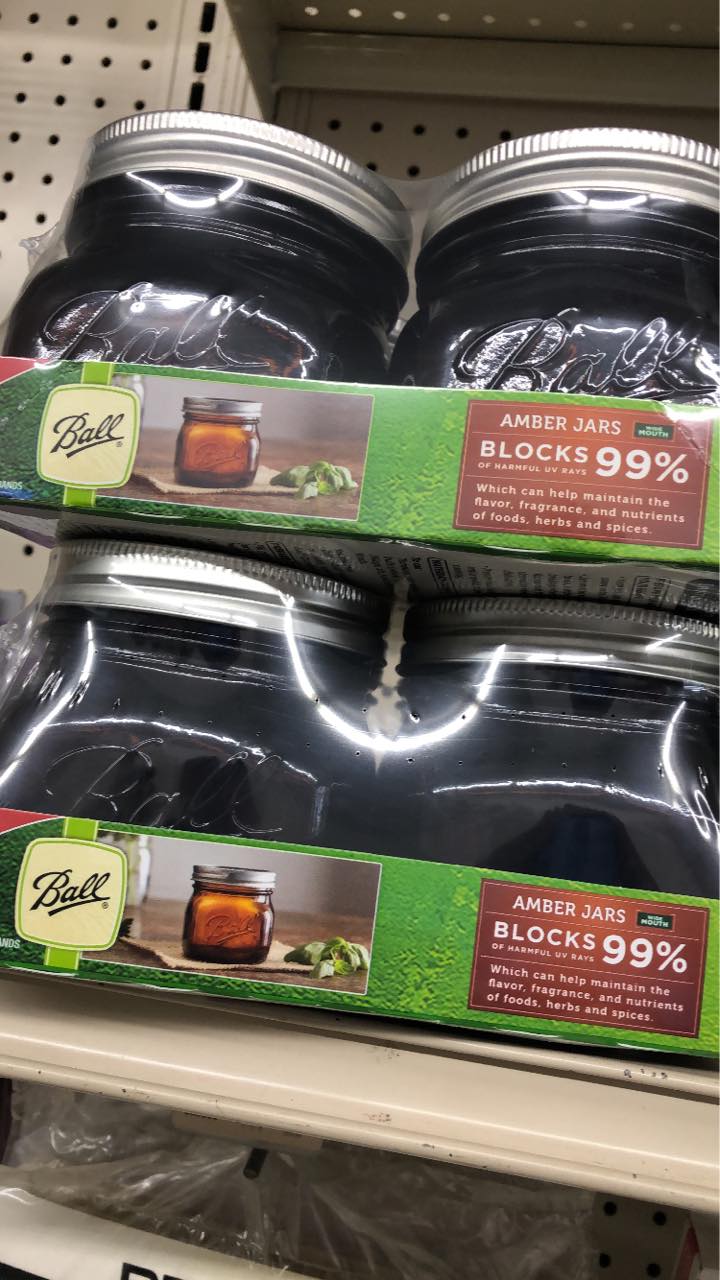 Ball
Ball
Ball®
ANDS
AMBER JARS WIDE MOUTH
BLOCKS 99%
OF HARMFUL UV RAYS
Which can help maintain the
flavor, fragrance, and nutrients
of foods, herbs and spices.
Ball
Ball®
ANDS
AMBER JARS WIDE MOUTH
BLOCKS 99%
OF HARMFUL UV RAYS
Which can help maintain the
flavor, fragrance, and nutrients
of foods, herbs and spices.